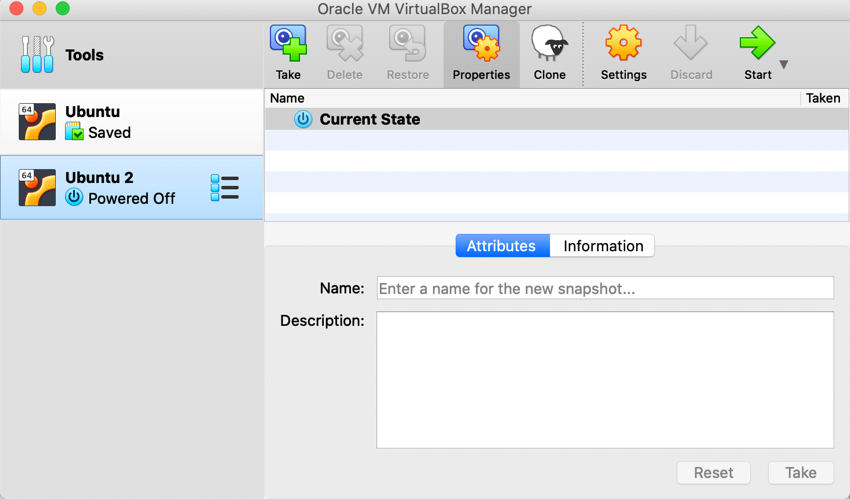 Oracle VM VirtualBox Manager
Tools
Take Delete Restore Properties Clone Settings Discard Start
64 Ubuntu
Saved
64 Ubuntu 2
Powered Off
Name Taken
Current State
Attributes Information
Name: Enter a name for the new snapshot...
Description:
Reset Take